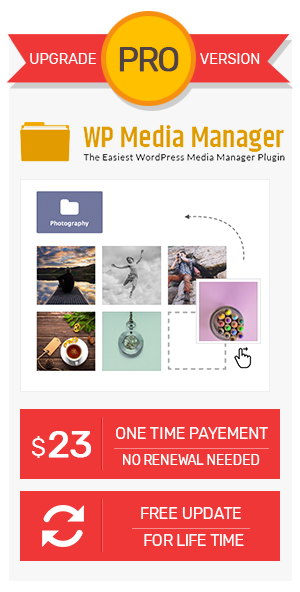 UPGRADE PRO VERSION
WP Media Manager
The Easiest WordPress Media Manager Plugin
Photography
$23
ONE TIME PAYEMENT
NO RENEWAL NEEDED
FREE UPDATE
FOR LIFE TIME